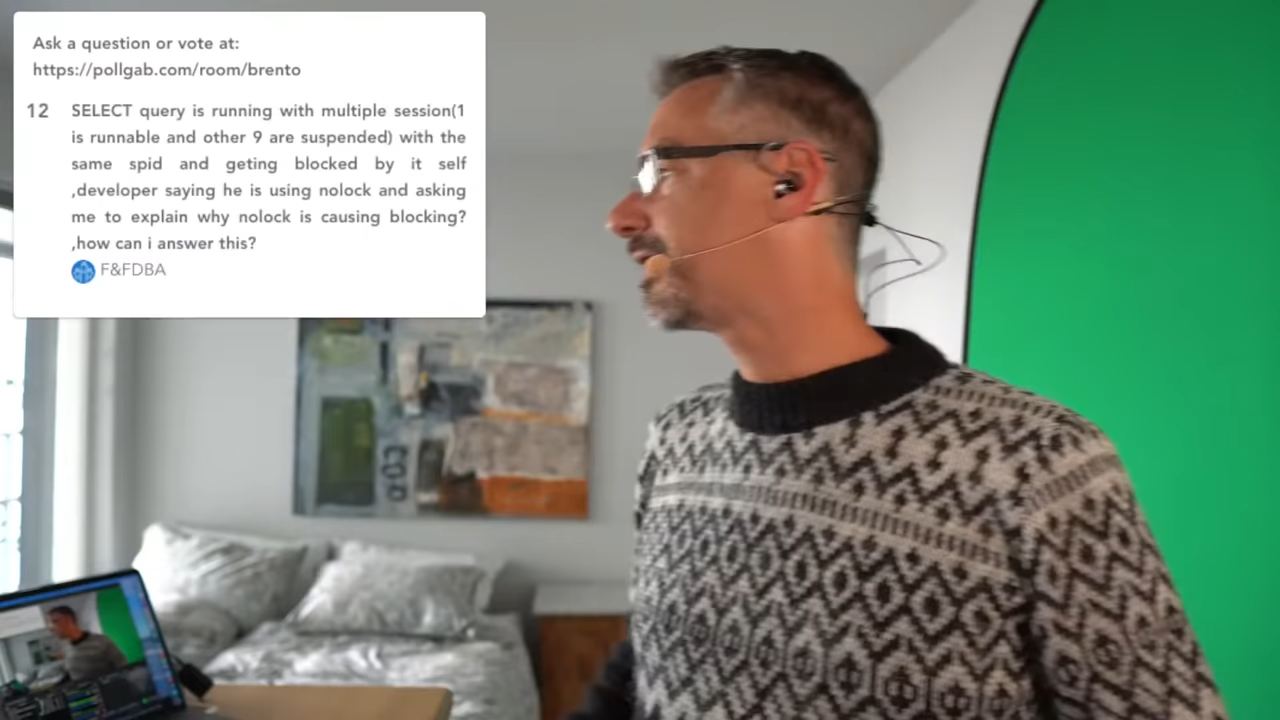 Ask a question or vote at:
https://pollgab.com/room/brento
12 SELECT query is running with multiple session(1
is runnable and other 9 are suspended) with the
same spid and geting blocked by it self
,developer saying he is using nolock and asking
me to explain why nolock is causing blocking?
,how can i answer this?
F&FDBA